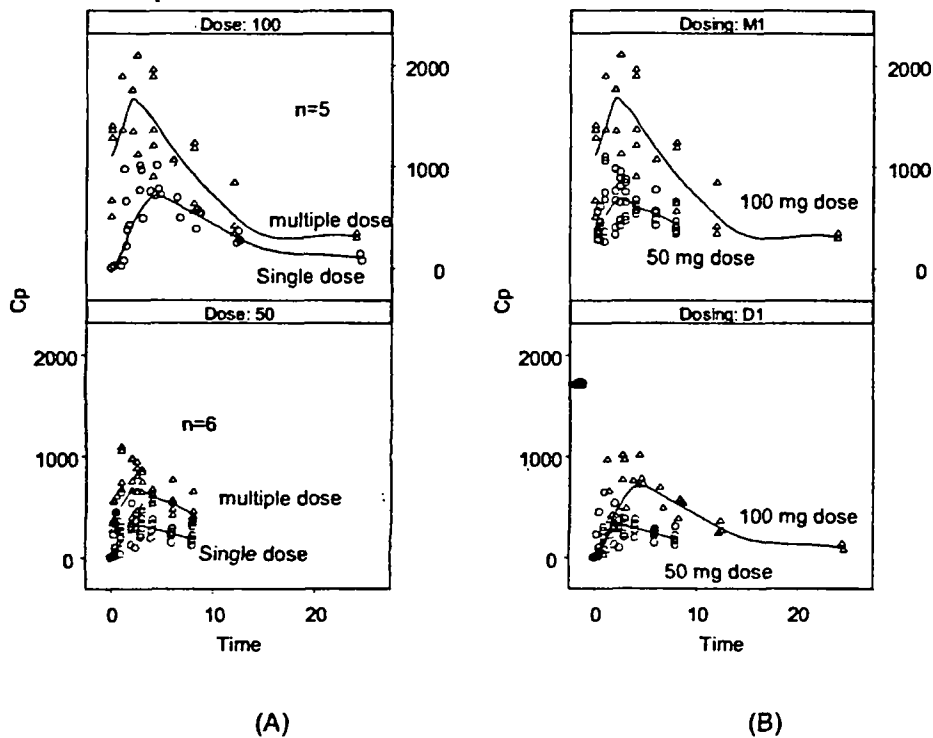 Dose: 100
2000
n=5
1000
multiple dose
Single dose
0
Cp
Dose: 50
2000
n=6
1000
multiple dose
Single dose
0
0 10 20
Time
(A)
Dosing: M1
2000
1000
100 mg dose
50 mg dose
0
Cp
Dosing: D1
2000
1000
100 mg dose
50 mg dose
0
0 10 20
Time
(B)